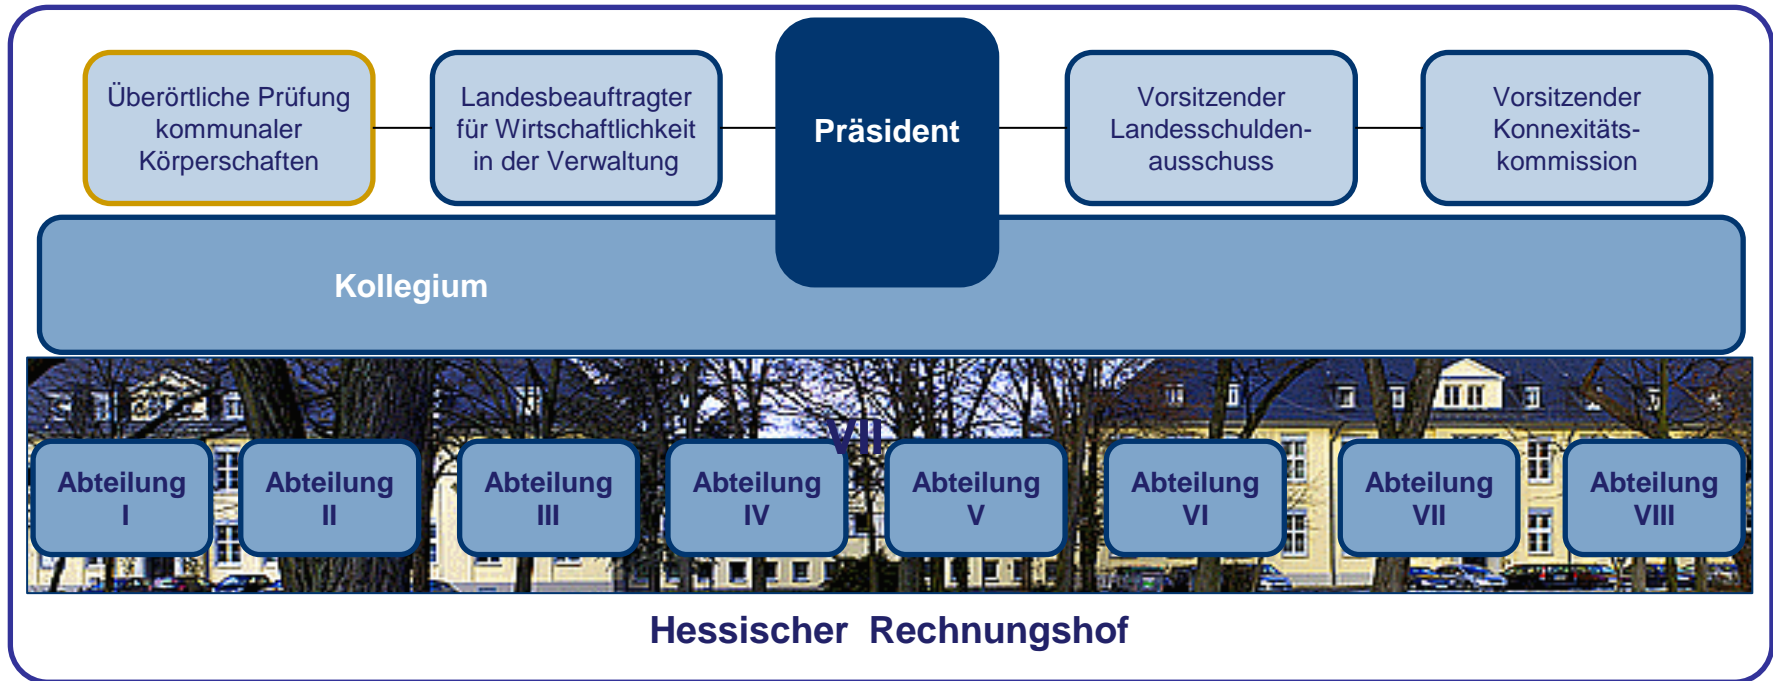 Überörtliche Prüfung
kommunaler
Körperschaften
Landesbeauftragter
für Wirtschaftlichkeit
in der Verwaltung
Präsident
Vorsitzender
Landesschulden-
ausschuss
Vorsitzender
Konnexitäts-
kommission
Kollegium
VII
Abteilung
I
Abteilung
II
Abteilung
III
Abteilung
IV
Abteilung
V
Abteilung
VI
Abteilung
VII
Abteilung
VIII
Hessischer Rechnungshof